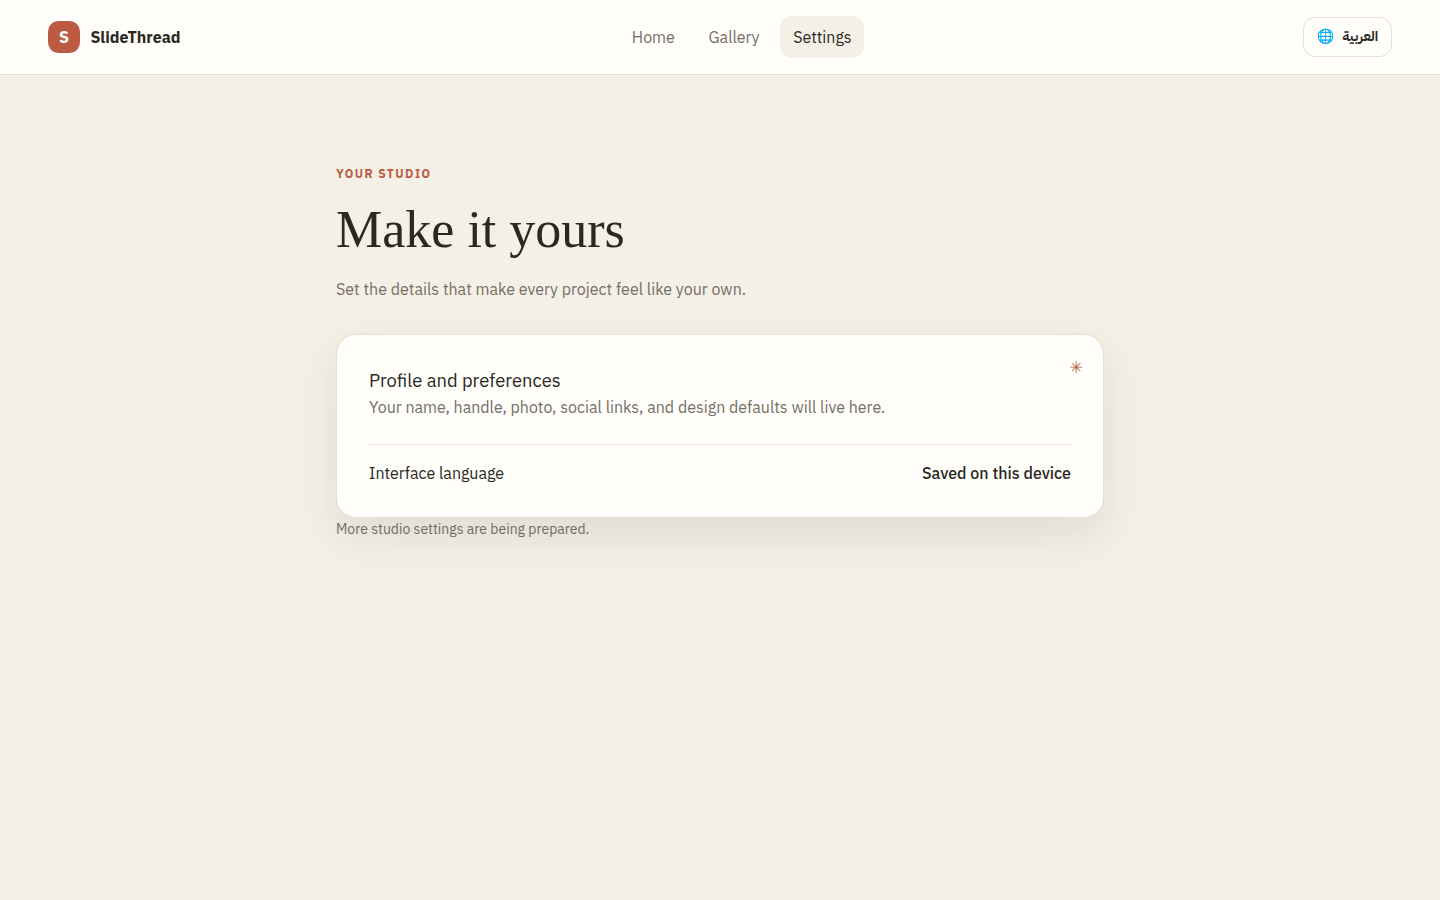 S SlideThread
Home Gallery Settings
🌐 العربية
YOUR STUDIO
Make it yours
Set the details that make every project feel like your own.
Profile and preferences
Your name, handle, photo, social links, and design defaults will live here.
Interface language Saved on this device
More studio settings are being prepared.